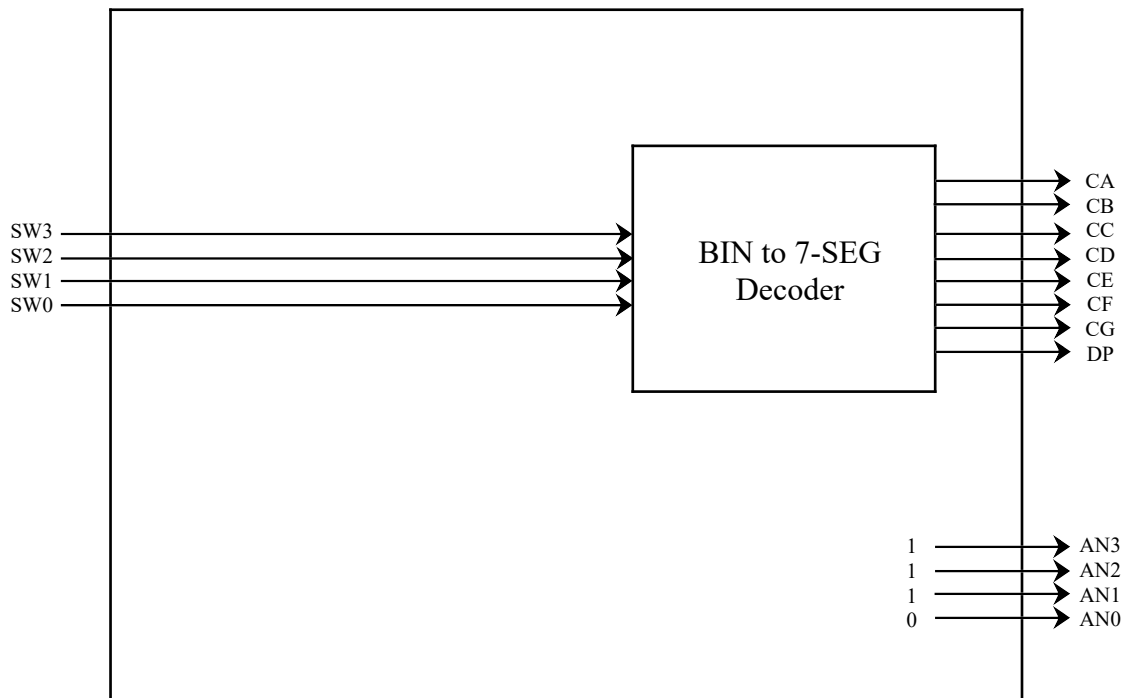 SW3
SW2
SW1
SW0
BIN to 7-SEG
Decoder
CA
CB
CC
CD
CE
CF
CG
DP
1 AN3
1 AN2
1 AN1
0 AN0